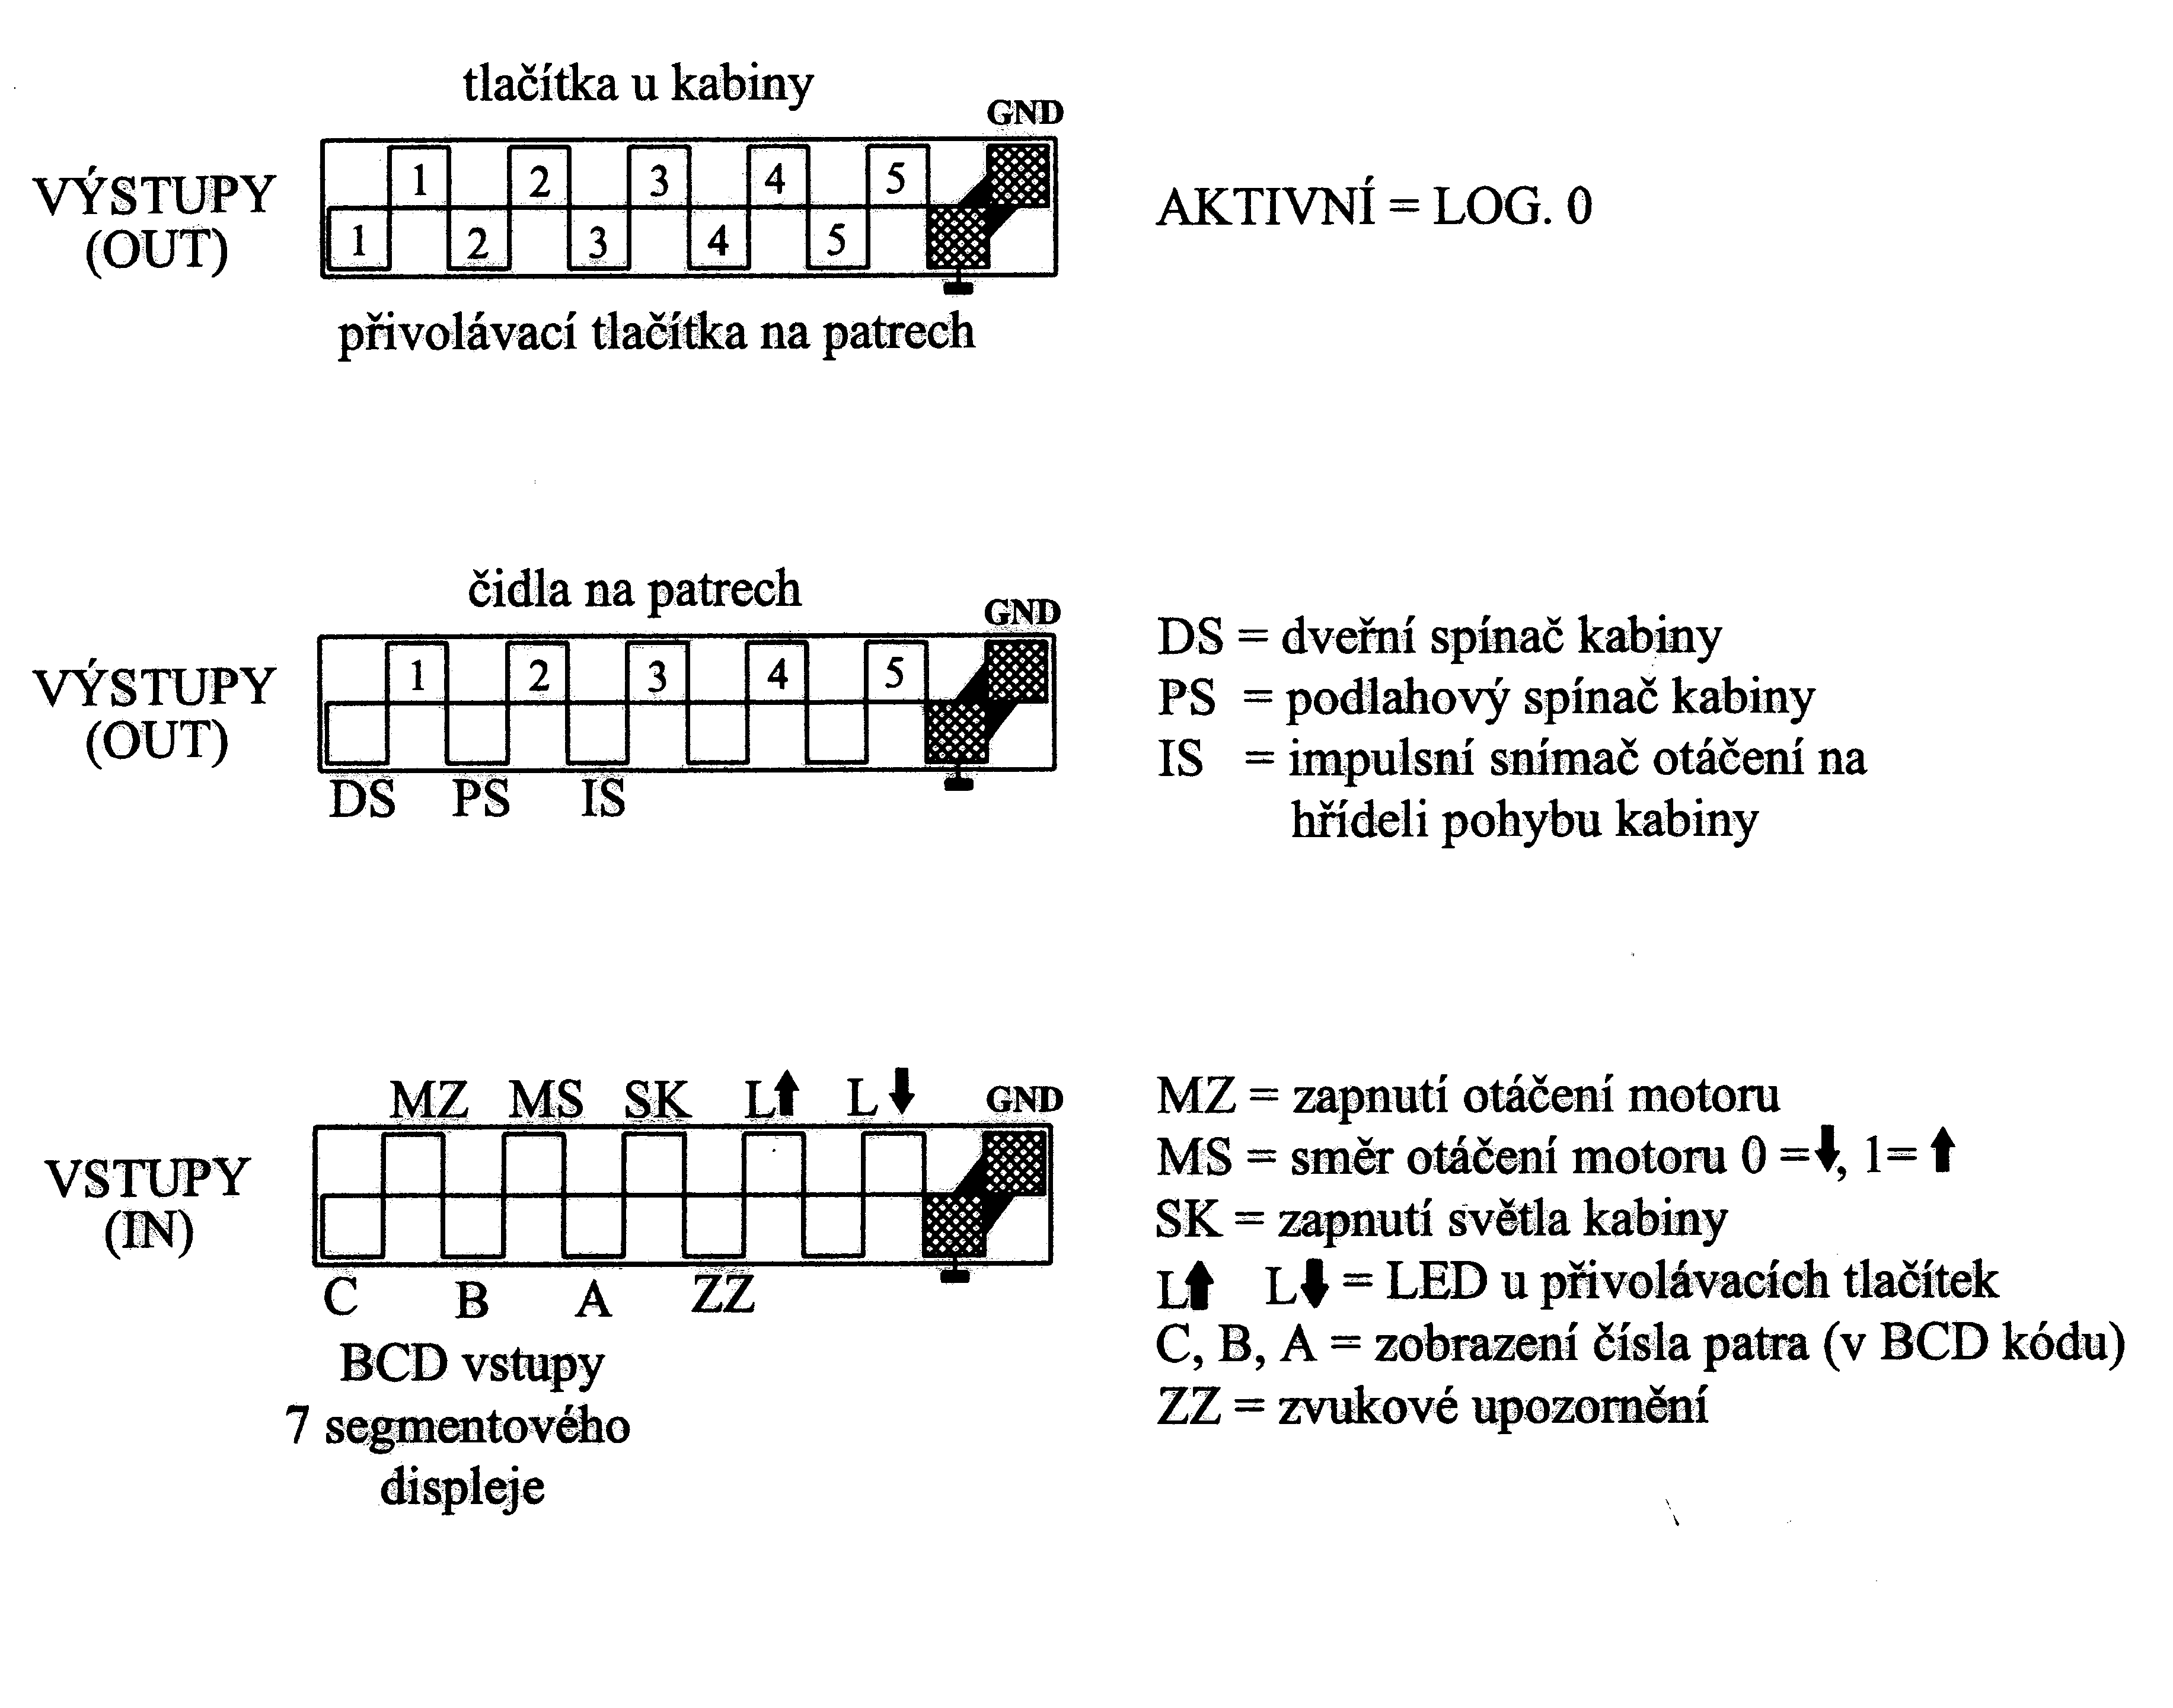 tlačítka u kabiny
GND
VÝSTUPY
(OUT)
1 2 3 4 5
1 2 3 4 5
přivolávací tlačítka na patrech
AKTIVNÍ = LOG. 0
čidla na patrech
GND
VÝSTUPY
(OUT)
1 2 3 4 5
DS PS IS
DS = dveřní spínač kabiny
PS = podlahový spínač kabiny
IS = impulsní snímač otáčení na
hřídeli pohybu kabiny
MZ MS SK L⬆ L⬇ GND
VSTUPY
(IN)
C B A ZZ
BCD vstupy
7 segmentového
displeje
MZ = zapnutí otáčení motoru
MS = směr otáčení motoru 0 =⬇, 1=⬆
SK = zapnutí světla kabiny
L⬆ L⬇ = LED u přivolávacích tlačítek
C, B, A = zobrazení čísla patra (v BCD kódu)
ZZ = zvukové upozornění